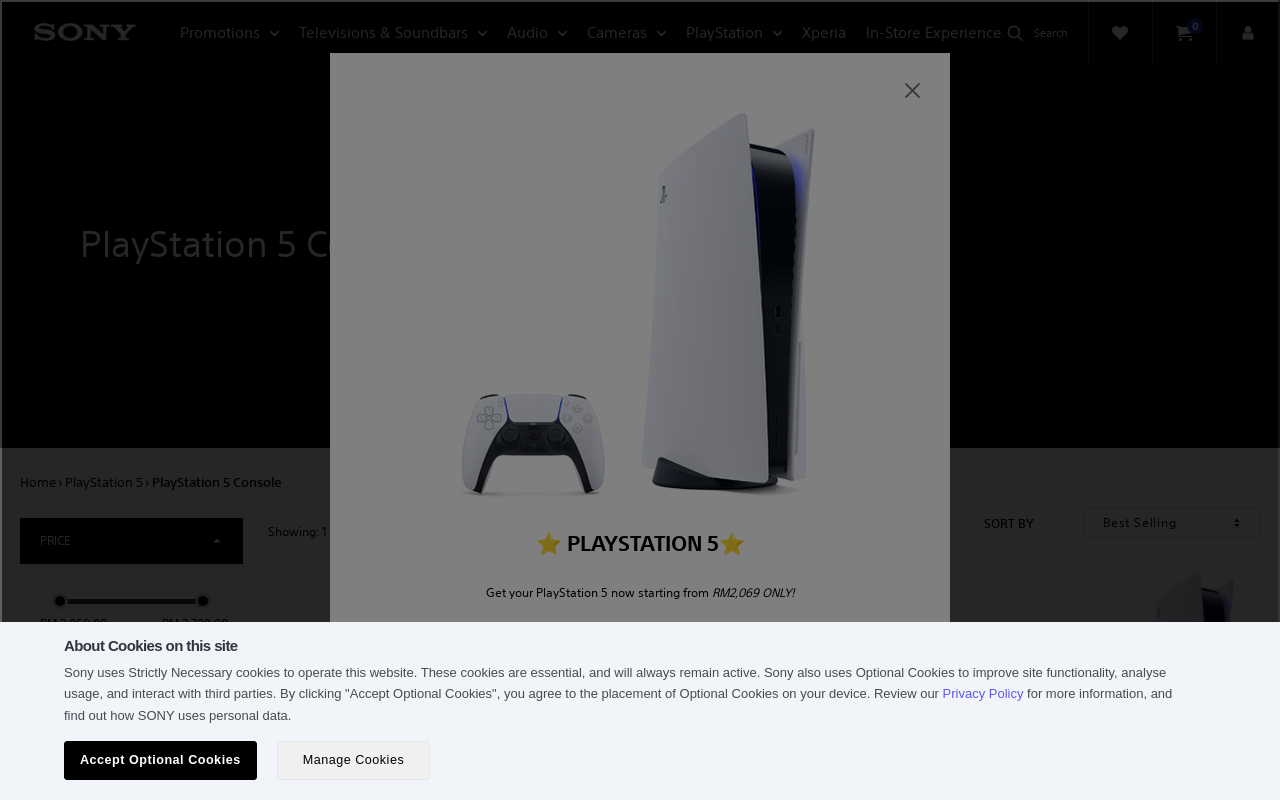 SONY
Promotions
Televisions & Soundbars
Audio
Cameras
PlayStation
Xperia
In-Store Experience
Search
0
PlayStation 5 Co
Home › PlayStation 5 › PlayStation 5 Console
PRICE
Showing: 1
SORT BY
Best Selling
⭐ PLAYSTATION 5⭐
Get your PlayStation 5 now starting from RM2,069 ONLY!
About Cookies on this site
Sony uses Strictly Necessary cookies to operate this website. These cookies are essential, and will always remain active. Sony also uses Optional Cookies to improve site functionality, analyse
usage, and interact with third parties. By clicking "Accept Optional Cookies", you agree to the placement of Optional Cookies on your device. Review our Privacy Policy for more information, and
find out how SONY uses personal data.
Accept Optional Cookies
Manage Cookies